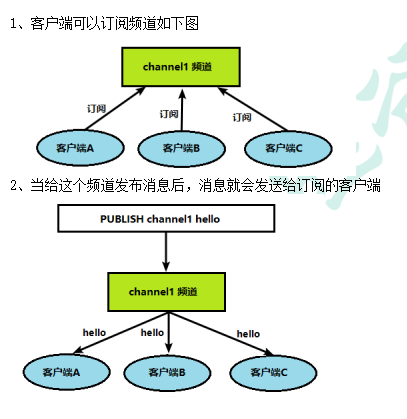 1、客户端可以订阅频道如下图
channel1 频道
订阅 订阅 订阅
客户端A 客户端B 客户端C
2、当给这个频道发布消息后，消息就会发送给订阅的客户端
PUBLISH channel1 hello
channel1 频道
hello hello hello
客户端A 客户端B 客户端C